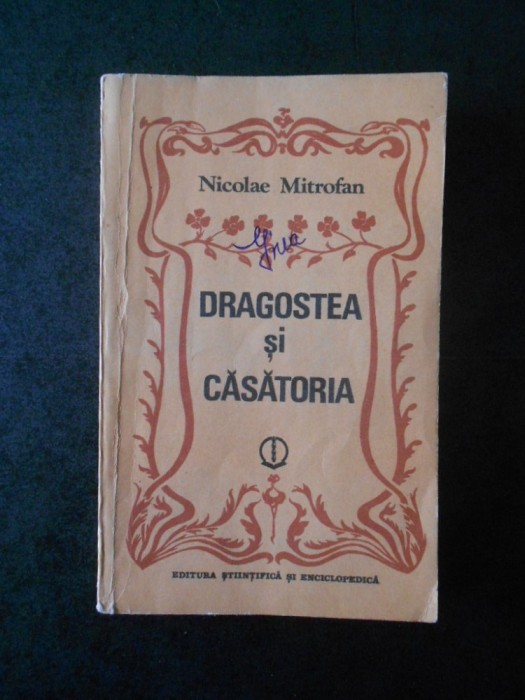 Nicolae Mitrofan
DRAGOSTEA
și
CĂSĂTORIA
EDITURA ȘTIINȚIFICĂ ȘI ENCICLOPEDICĂ